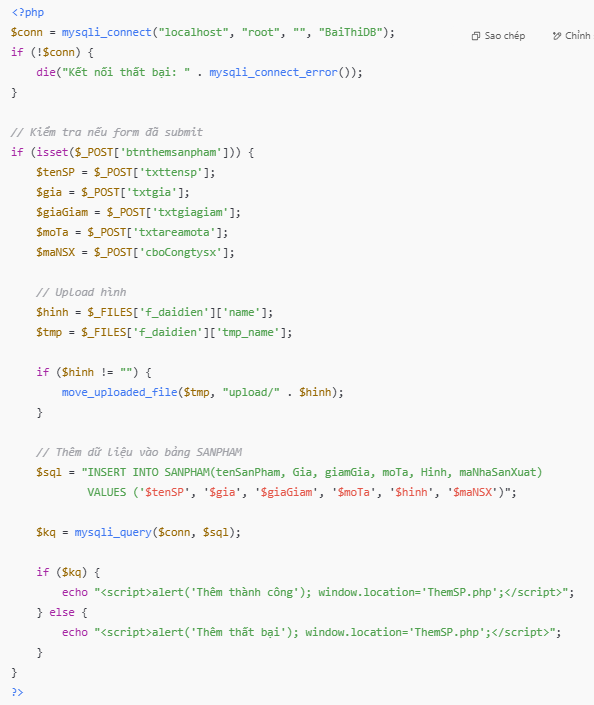 <?php
$conn = mysqli_connect("localhost", "root", "", "BaiThiDB");
Sao chép
Chỉnh
if (!$conn) {
    die("Kết nối thất bại: " . mysqli_connect_error());
}
// Kiểm tra nếu form đã submit
if (isset($_POST['btnthemsanpham'])) {
    $tenSP = $_POST['txttensp'];
    $gia = $_POST['txtgia'];
    $giaGiam = $_POST['txtgiagiam'];
    $moTa = $_POST['txtareamota'];
    $maNSX = $_POST['cboCongtysx'];
    // Upload hình
    $hinh = $_FILES['f_daidien']['name'];
    $tmp = $_FILES['f_daidien']['tmp_name'];
    if ($hinh != "") {
        move_uploaded_file($tmp, "upload/" . $hinh);
    }
    // Thêm dữ liệu vào bảng SANPHAM
    $sql = "INSERT INTO SANPHAM(tenSanPham, Gia, giamGia, moTa, Hinh, maNhaSanXuat)
            VALUES ('$tenSP', '$gia', '$giaGiam', '$moTa', '$hinh', '$maNSX')";
    $kq = mysqli_query($conn, $sql);
    if ($kq) {
        echo "<script>alert('Thêm thành công'); window.location='ThemSP.php';</script>";
    } else {
        echo "<script>alert('Thêm thất bại'); window.location='ThemSP.php';</script>";
    }
}
?>